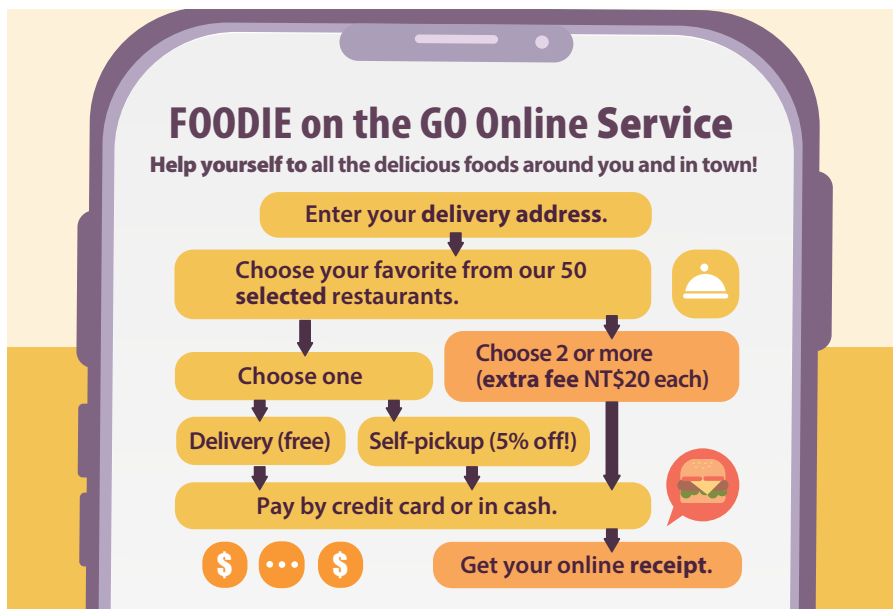 FOODIE on the GO Online Service
Help yourself to all the delicious foods around you and in town!
Enter your delivery address.
Choose your favorite from our 50
selected restaurants.
Choose one
Choose 2 or more
(extra fee NT$20 each)
Delivery (free)
Self-pickup (5% off!)
Pay by credit card or in cash.
$ $
Get your online receipt.